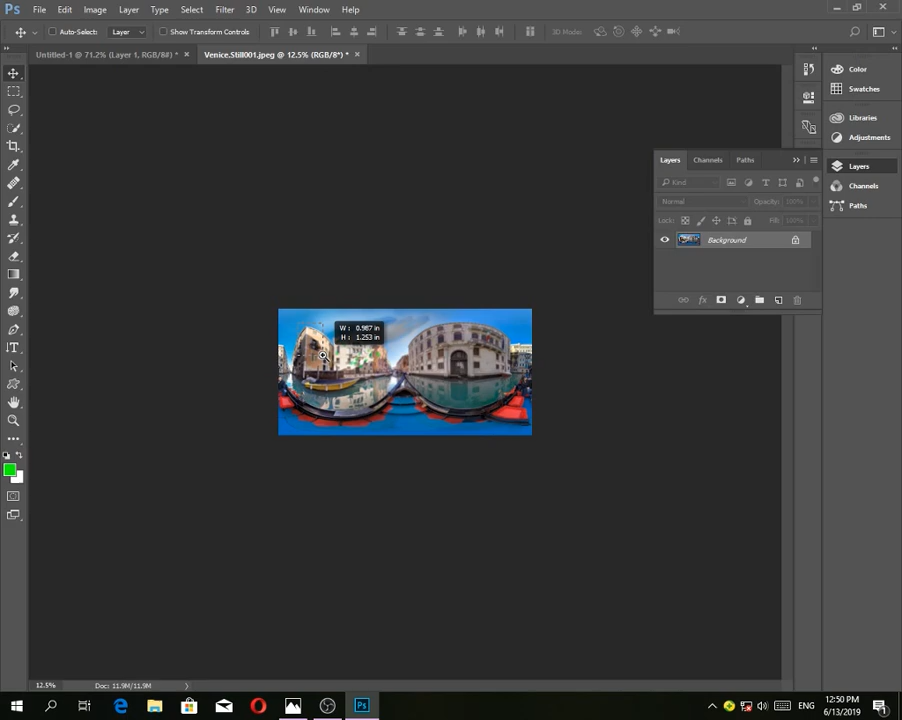 Ps File Edit Image Layer Type Select Filter 3D View Window Help
Auto-Select: Layer Show Transform Controls 3D Mode:
Untitled-1 @ 71.2% (Layer 1, RGB/8#) * × Venice.Still001.jpeg @ 12.5% (RGB/8*) * ×
Color
Swatches
Libraries
Adjustments
Layers
Channels
Paths
Layers Channels Paths
Kind
Normal Opacity: 100%
Lock: Fill: 100%
Background
W: 0.987 in
H: 1.253 in
12.5% Doc: 11.9M/11.9M
Ps ENG 12:50 PM
6/13/2019